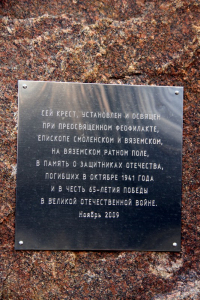 СЕЙ КРЕСТ, УСТАНОВЛЕН И ОСВЯЩЕН
ПРИ ПРЕОСВЯЩЕННОМ ФЕОФИЛАКТЕ,
ЕПИСКОПЕ СМОЛЕНСКОМ И ВЯЗЕМСКОМ,
НА ВЯЗЕМСКОМ РАТНОМ ПОЛЕ,
В ПАМЯТЬ О ЗАЩИТНИКАХ ОТЕЧЕСТВА,
ПОГИБШИХ В ОКТЯБРЕ 1941 ГОДА
И В ЧЕСТЬ 65-ЛЕТИЯ ПОБЕДЫ
В ВЕЛИКОЙ ОТЕЧЕСТВЕННОЙ ВОЙНЕ.
Ноябрь 2009